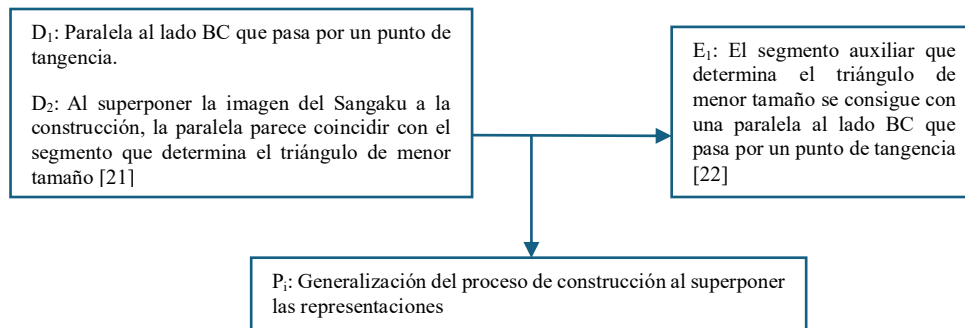 D₁: Paralela al lado BC que pasa por un punto de
tangencia.
D₂: Al superponer la imagen del Sangaku a la
construcción, la paralela parece coincidir con el
segmento que determina el triángulo de menor
tamaño [21]
E₁: El segmento auxiliar que
determina el triángulo de
menor tamaño se consigue con
una paralela al lado BC que
pasa por un punto de tangencia
[22]
Pᵢ: Generalización del proceso de construcción al superponer
las representaciones